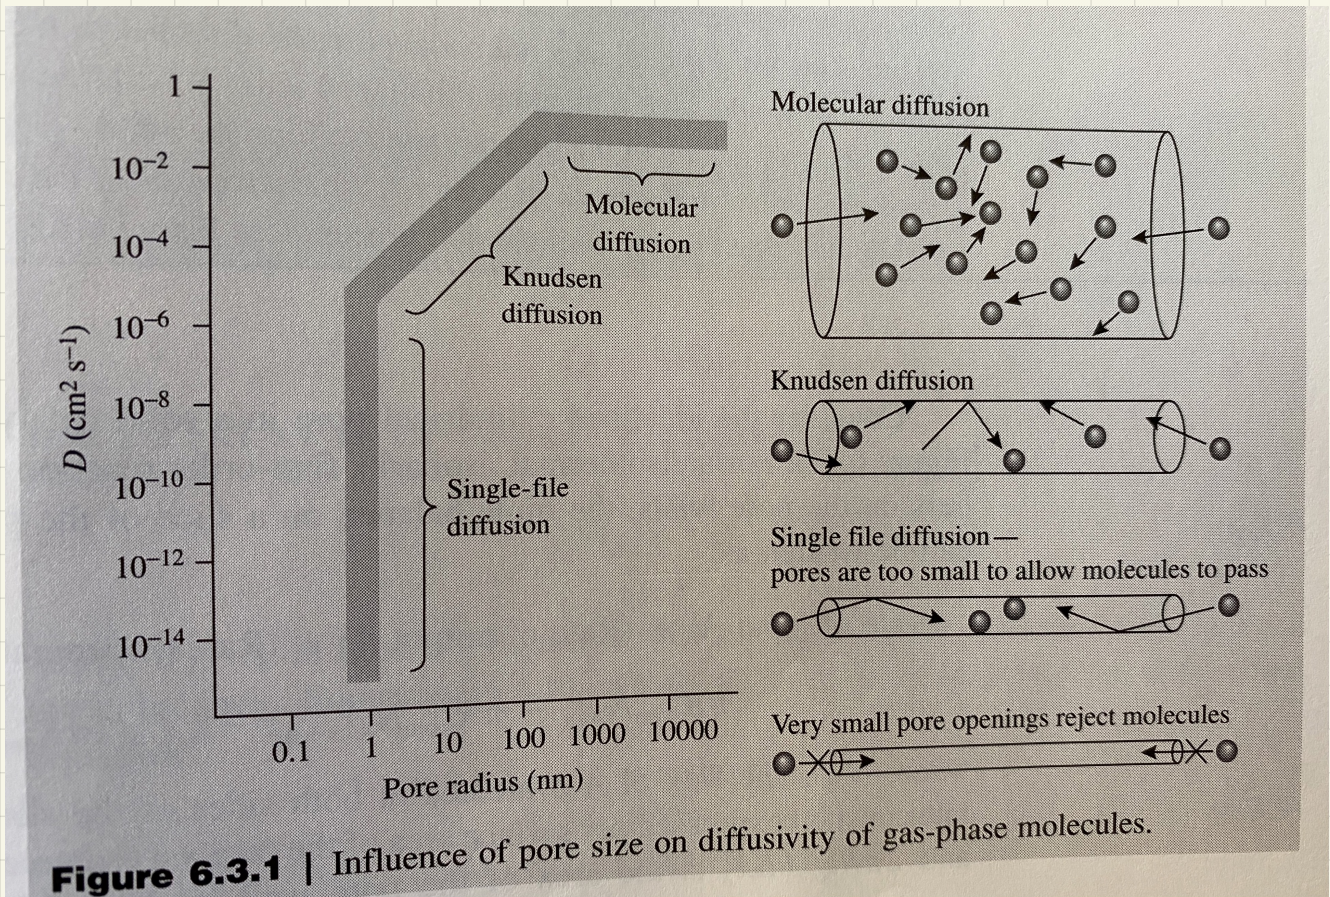 1
10⁻²
10⁻⁴
10⁻⁶
10⁻⁸
10⁻¹⁰
10⁻¹²
10⁻¹⁴
D (cm² s⁻¹)
Molecular
diffusion
Knudsen
diffusion
Single-file
diffusion
0.1 1 10 100 1000 10000
Pore radius (nm)
Molecular diffusion
Knudsen diffusion
Single file diffusion—
pores are too small to allow molecules to pass
Very small pore openings reject molecules
Figure 6.3.1 | Influence of pore size on diffusivity of gas-phase molecules.